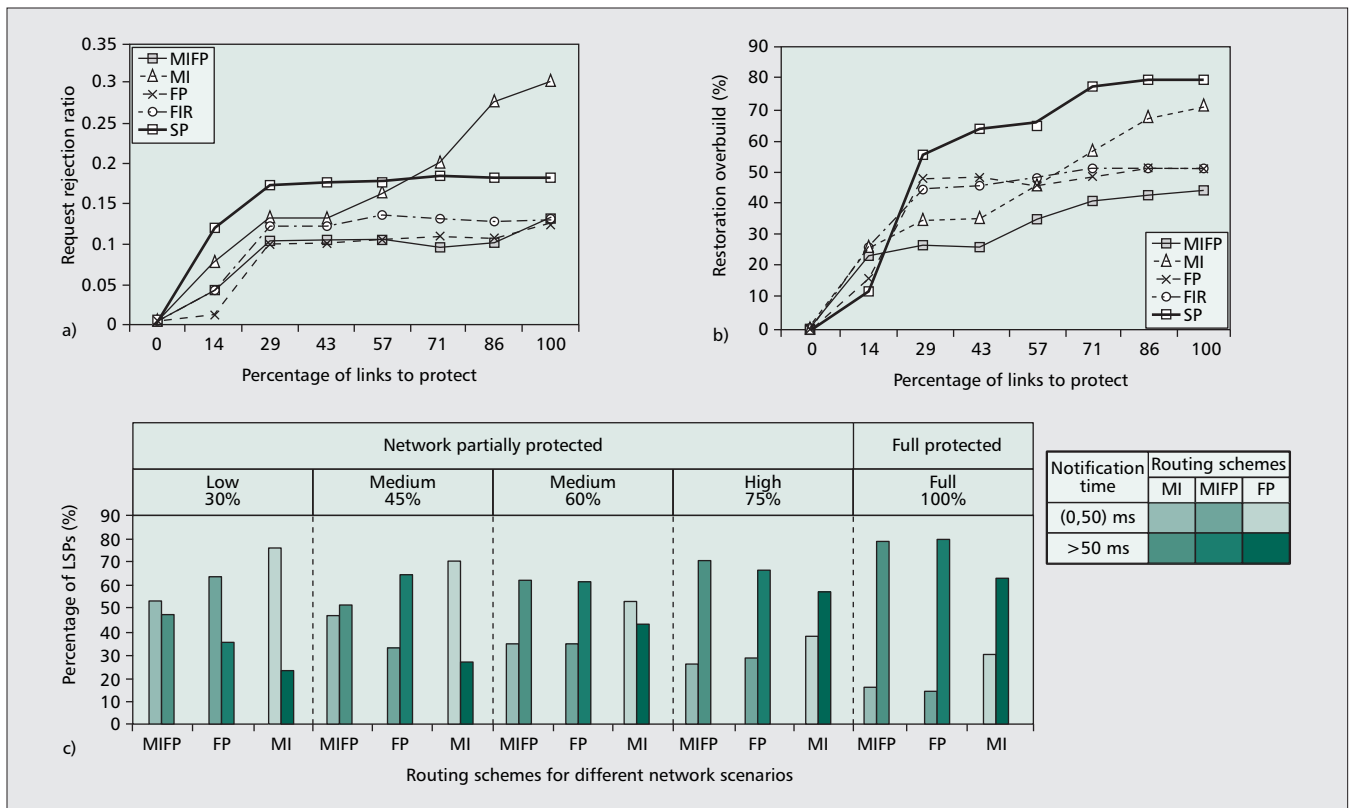 0.35
0.3
0.25
0.2
0.15
0.1
0.05
0
Request rejection ratio
MIFP
MI
FP
FIR
SP
0 14 29 43 57 71 86 100
a)
Percentage of links to protect
90
80
70
60
50
40
30
20
10
0
Restoration overbuild (%)
MIFP
MI
FP
FIR
SP
0 14 29 43 57 71 86 100
b)
Percentage of links to protect
Network partially protected Full protected
Low Medium Medium High Full
30% 45% 60% 75% 100%
90
80
70
60
50
40
30
20
10
0
Percentage of LSPs (%)
MIFP FP MI MIFP FP MI MIFP FP MI MIFP FP MI MIFP FP MI
c)
Routing schemes for different network scenarios
Notification time Routing schemes
MI MIFP FP
(0,50) ms
>50 ms